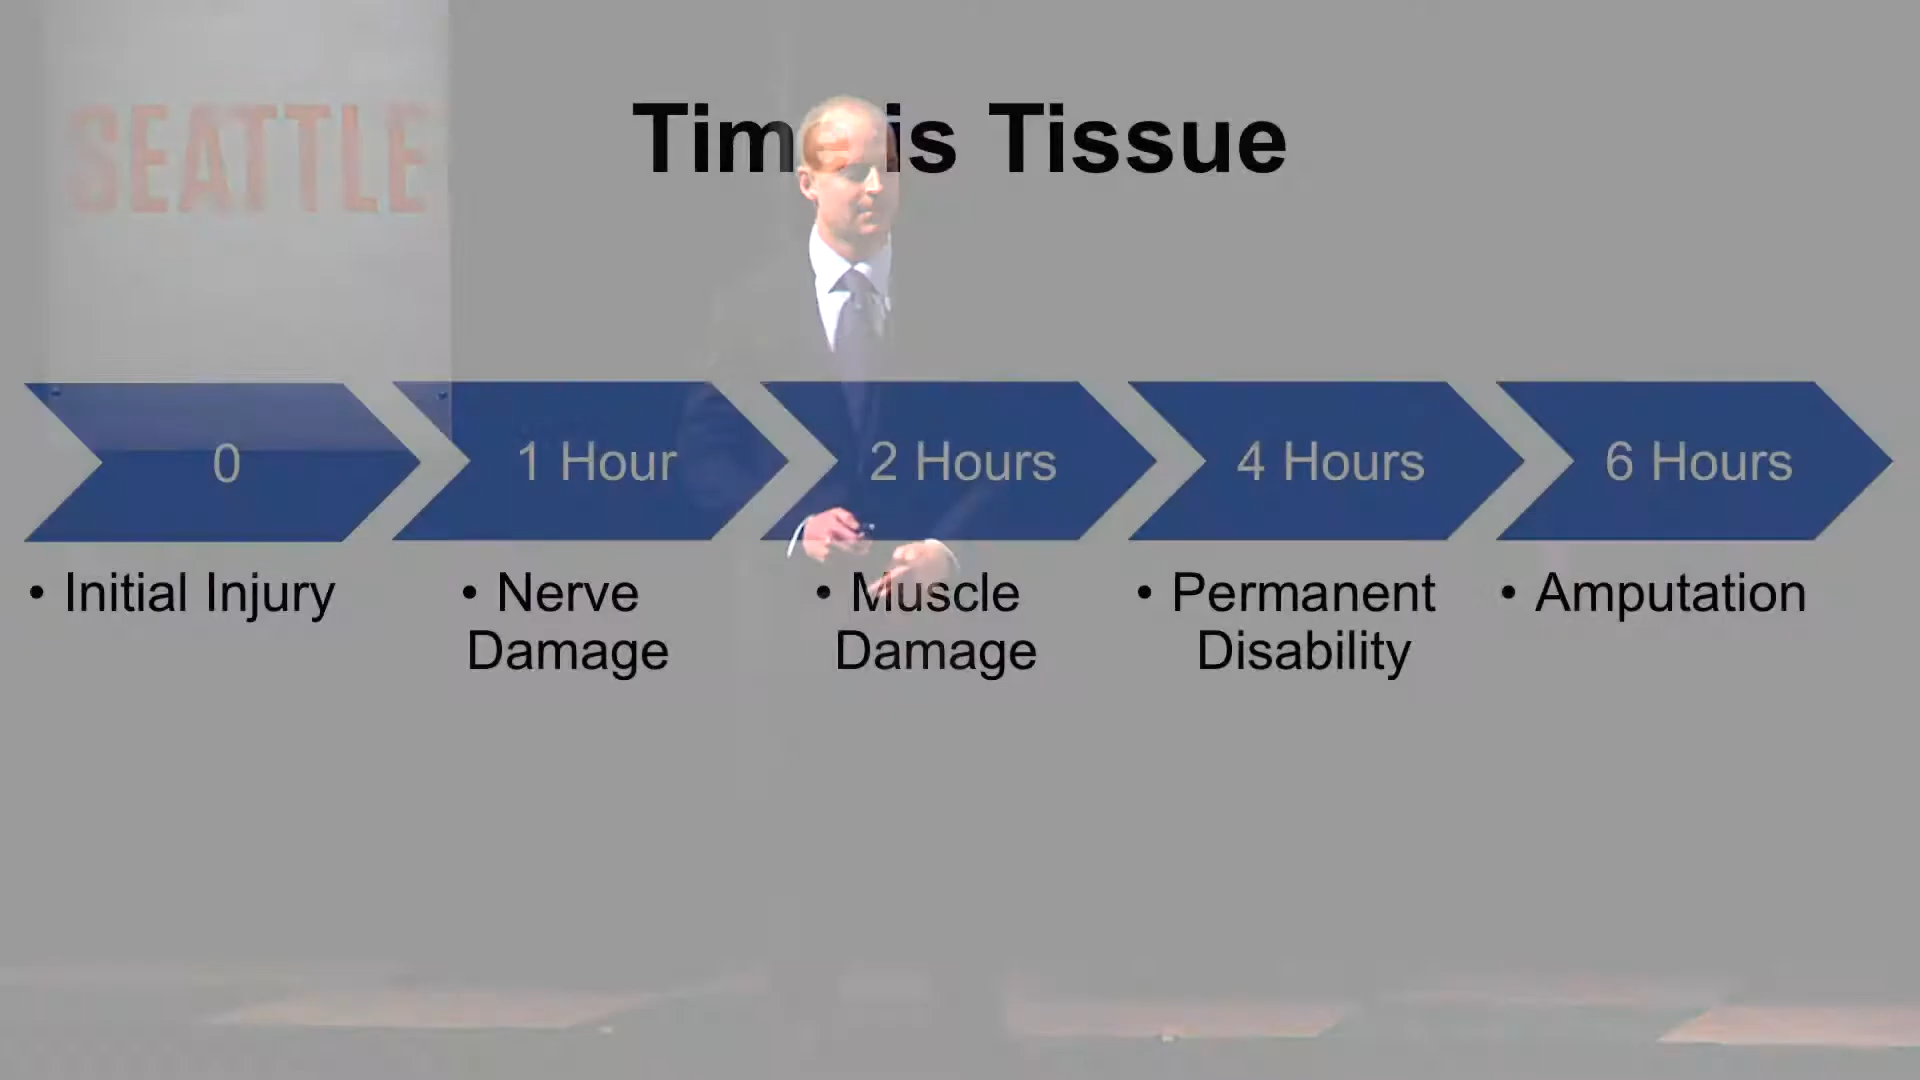 SEATTLE
Time is Tissue
0
1 Hour
2 Hours
4 Hours
6 Hours
• Initial Injury
• Nerve
Damage
• Muscle
Damage
• Permanent
Disability
• Amputation